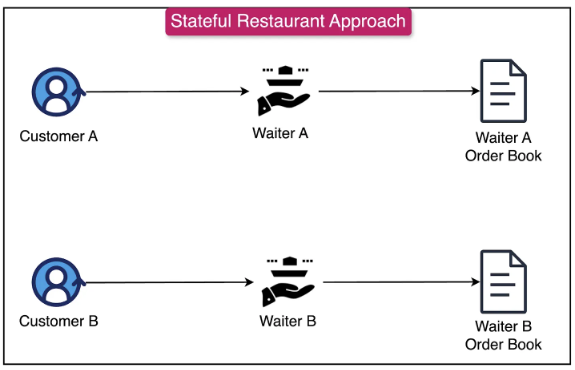 Stateful Restaurant Approach
Customer A
Waiter A
Waiter A
Order Book
Customer B
Waiter B
Waiter B
Order Book